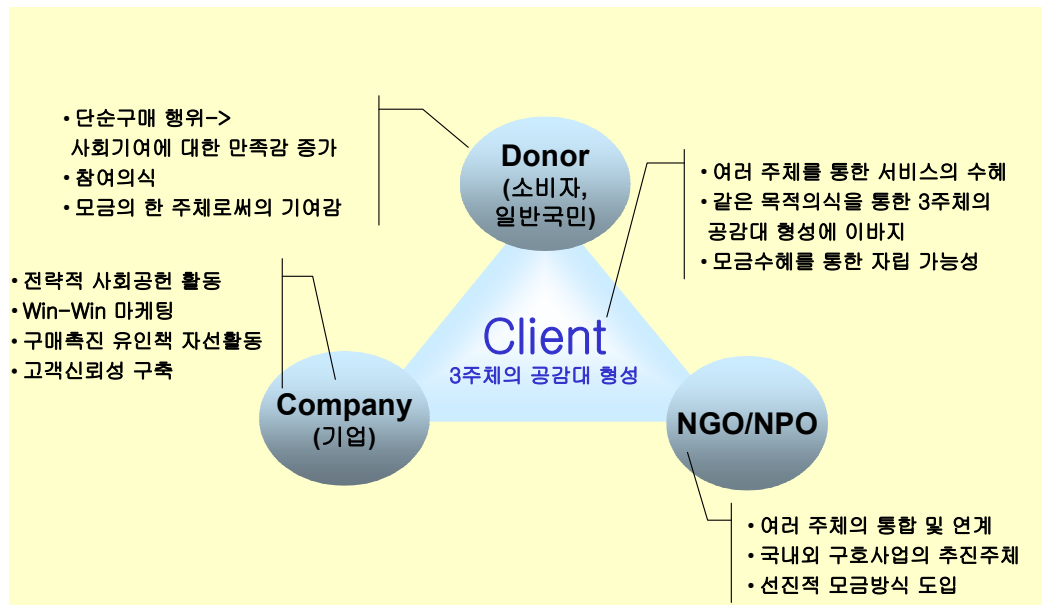 • 단순구매 행위->
사회기여에 대한 만족감 증가
• 참여의식
• 모금의 한 주체로써의 기여감
Donor
(소비자,
일반국민)
• 여러 주체를 통한 서비스의 수혜
• 같은 목적의식을 통한 3주체의
공감대 형성에 이바지
• 모금수혜를 통한 자립 가능성
• 전략적 사회공헌 활동
• Win-Win 마케팅
• 구매촉진 유인책 자선활동
• 고객신뢰성 구축
Client
3주체의 공감대 형성
Company
(기업)
NGO/NPO
• 여러 주체의 통합 및 연계
• 국내외 구호사업의 추진주체
• 선진적 모금방식 도입